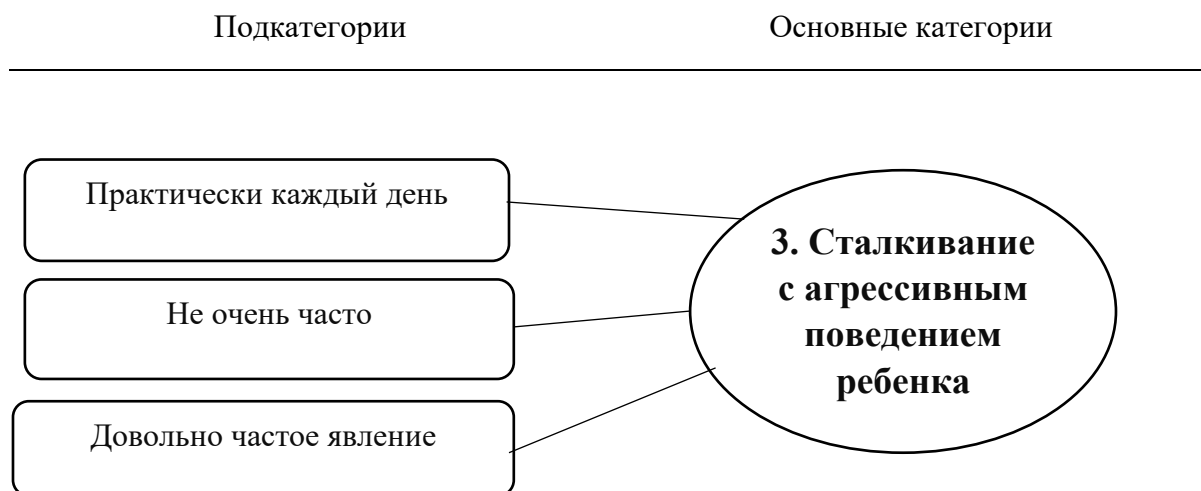 Подкатегории
Основные категории
Практически каждый день
Не очень часто
Довольно частое явление
3. Сталкивание
с агрессивным
поведением
ребенка